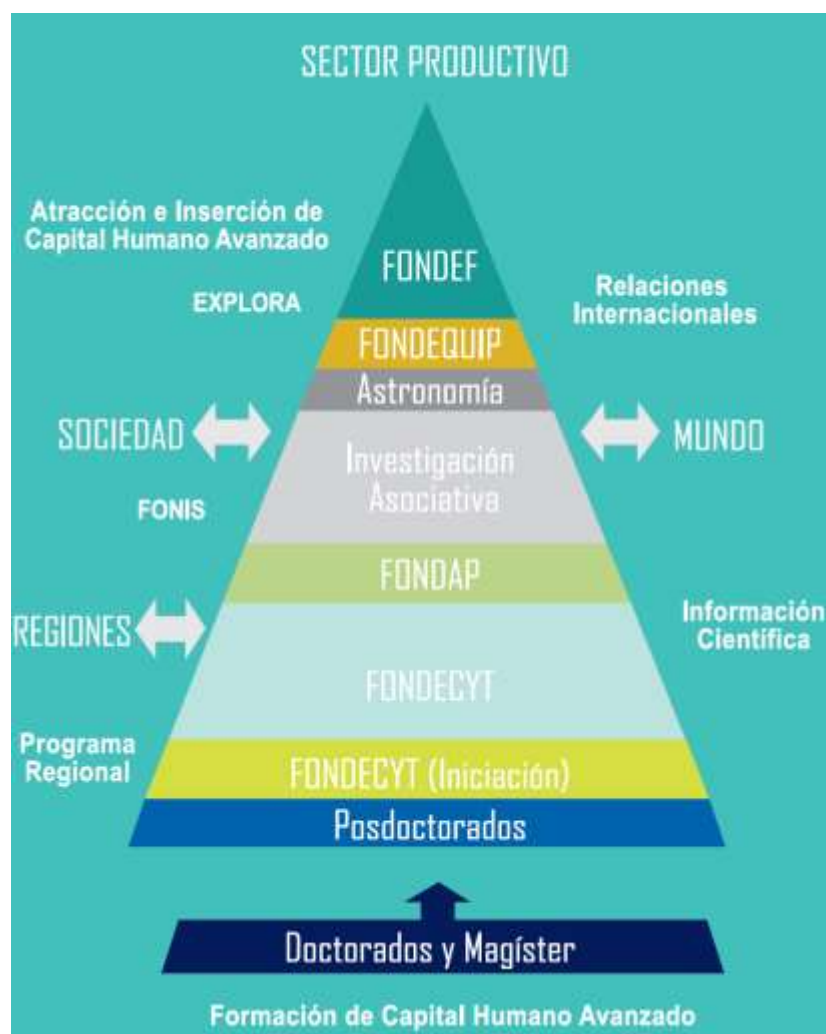 SECTOR PRODUCTIVO
Atracción e Inserción de
Capital Humano Avanzado
FONDEF
EXPLORA
Relaciones
Internacionales
FONDEQUIP
Astronomía
SOCIEDAD
MUNDO
Investigación
Asociativa
FONIS
FONDAP
REGIONES
Información
Científica
FONDECYT
Programa
Regional
FONDECYT (Iniciación)
Posdoctorados
Doctorados y Magíster
Formación de Capital Humano Avanzado